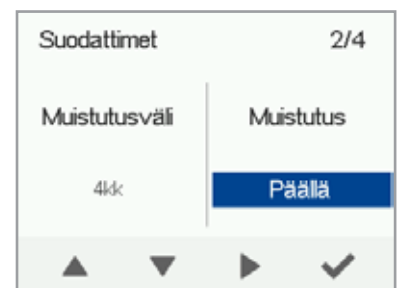 Suodattimet 2/4
Muistutusväli Muistutus
4kk Päällä